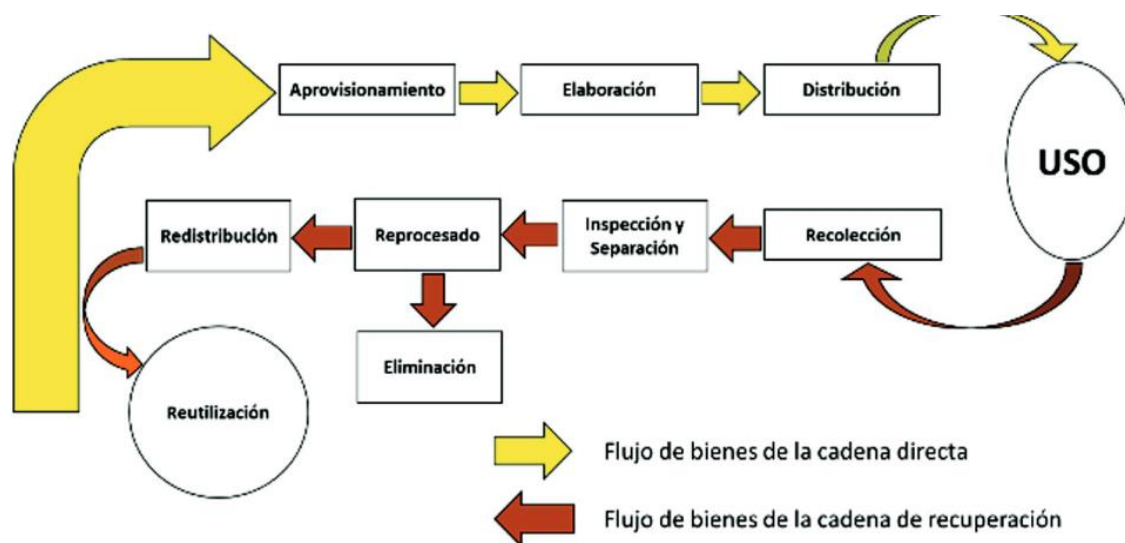 Aprovisionamiento
Elaboración
Distribución
USO
Recolección
Inspección y
Separación
Reprocesado
Redistribución
Eliminación
Reutilización
Flujo de bienes de la cadena directa
Flujo de bienes de la cadena de recuperación